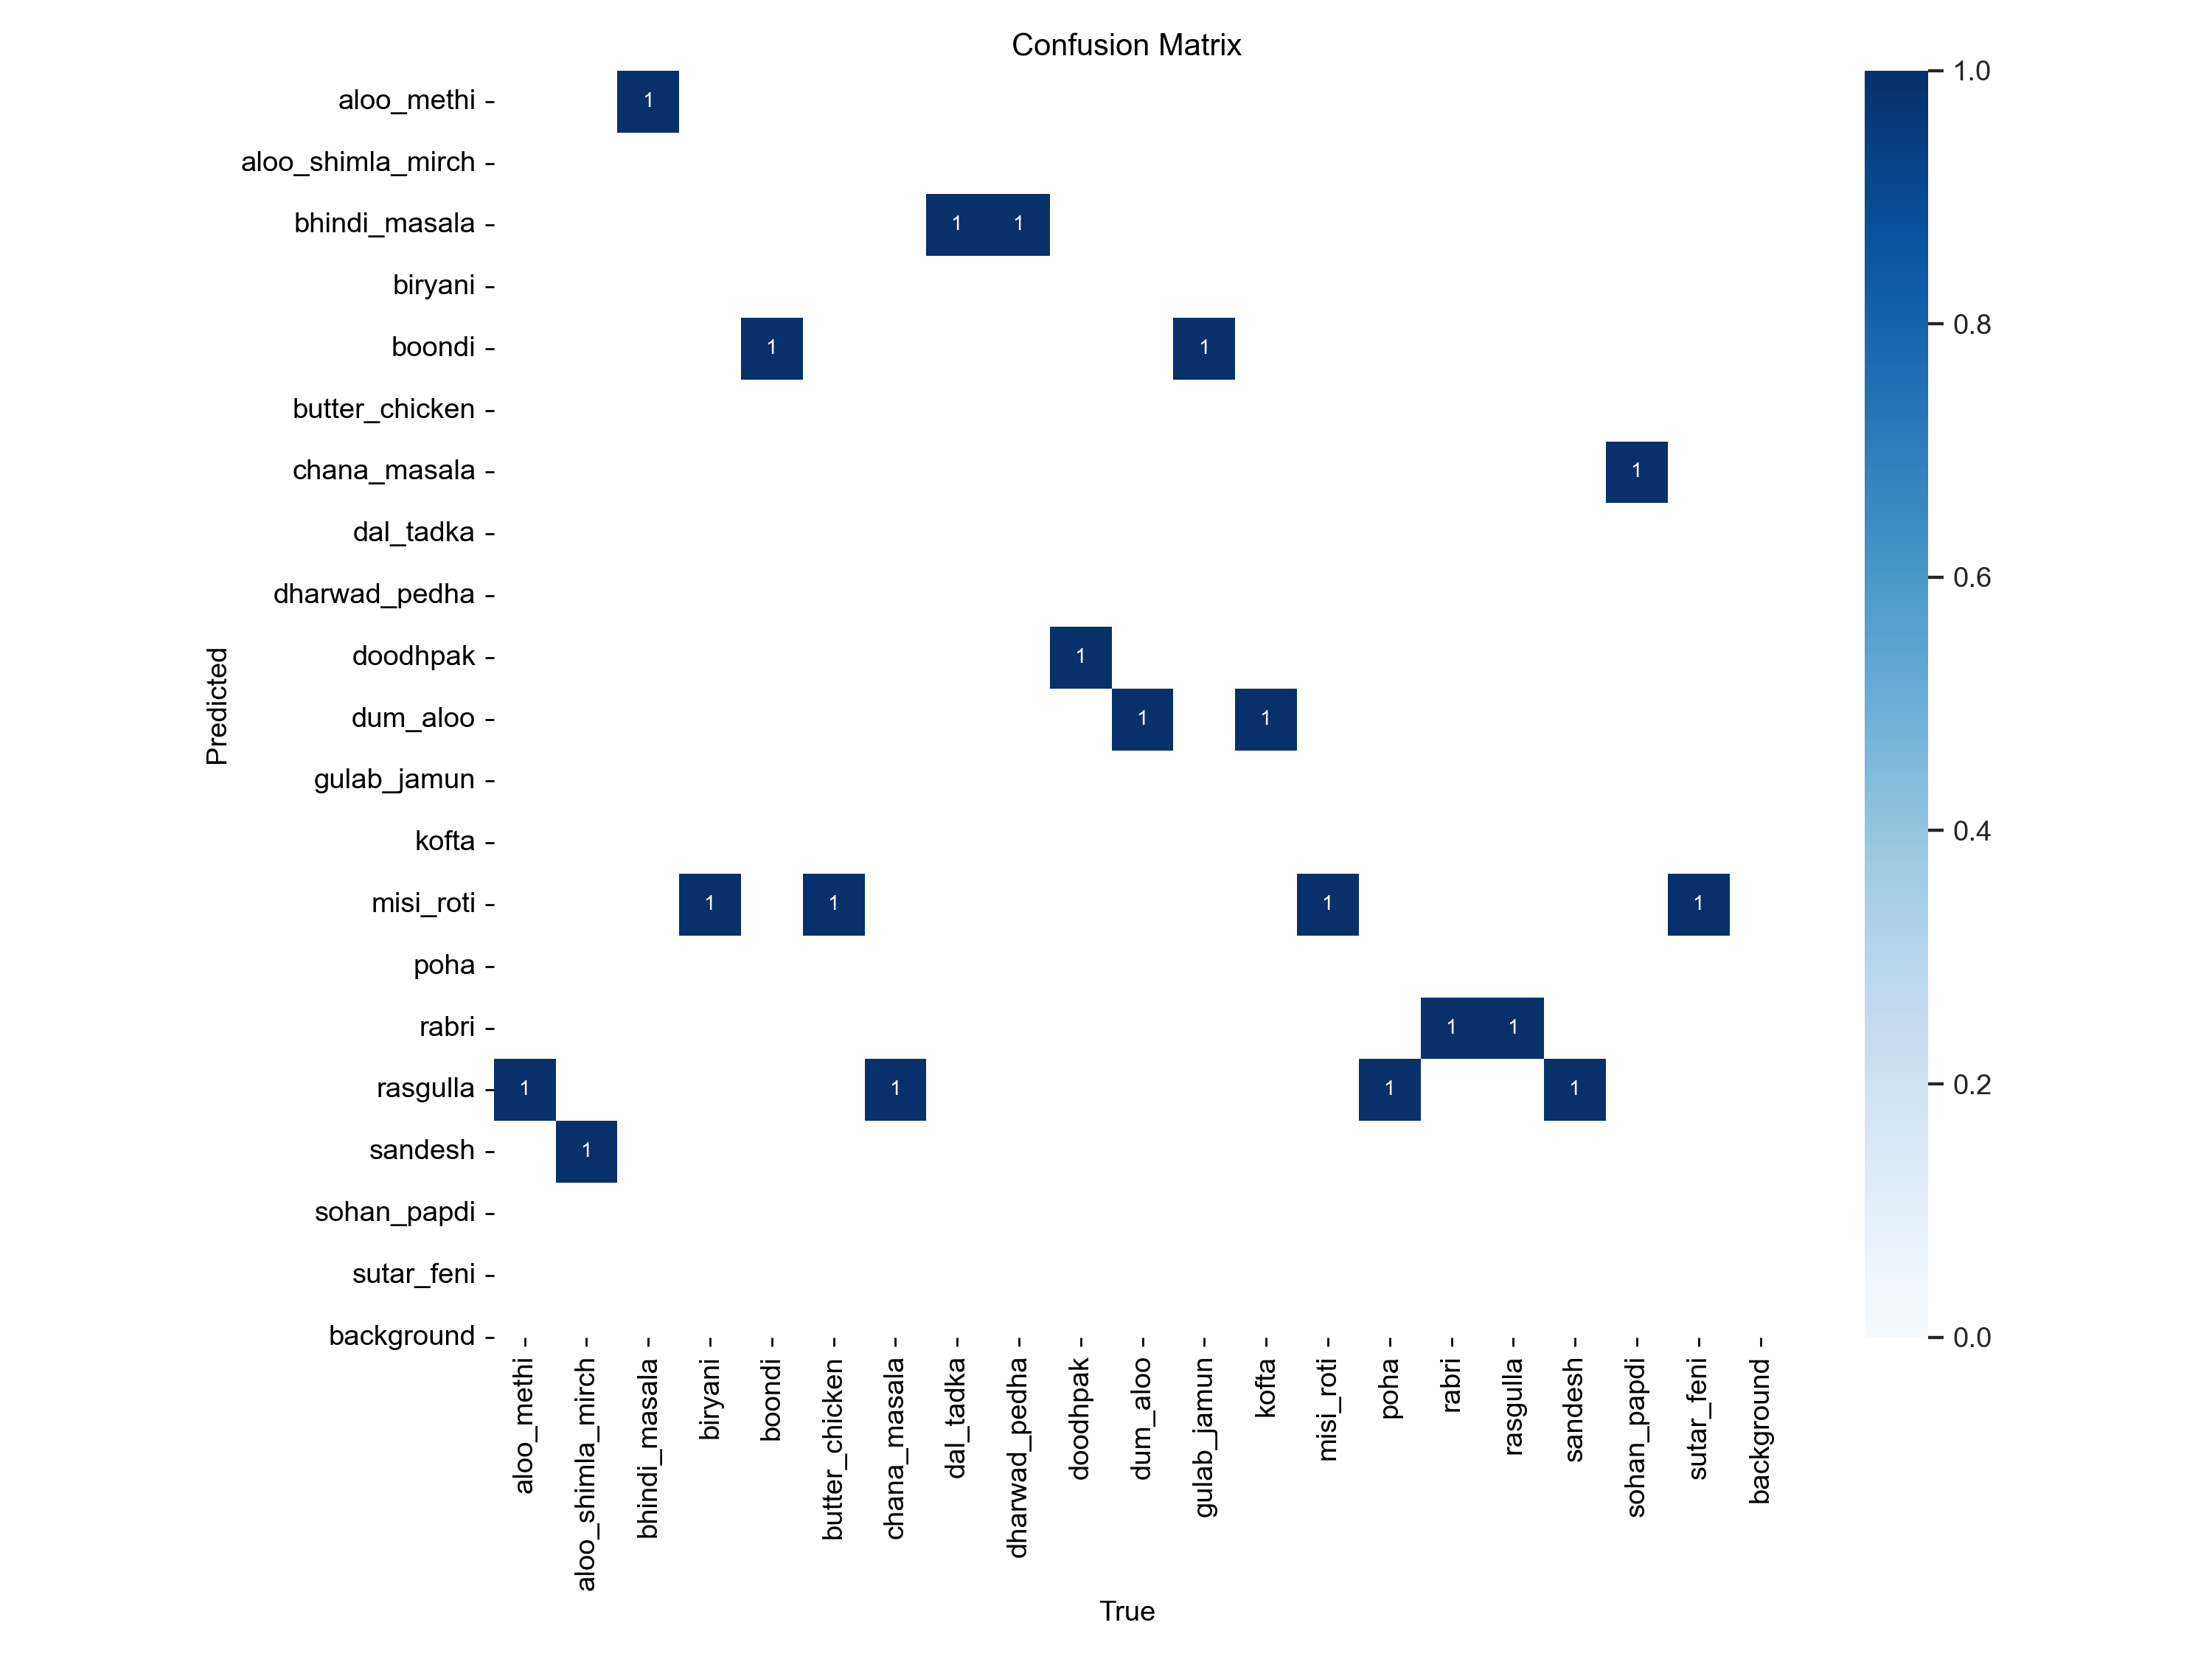 Confusion Matrix
aloo_methi
1
aloo_shimla_mirch
bhindi_masala
1 1
biryani
boondi
1 1
butter_chicken
chana_masala
1
dal_tadka
dharwad_pedha
doodhpak
1
dum_aloo
1 1
gulab_jamun
kofta
misi_roti
1 1 1 1
poha
rabri
1 1
rasgulla
1 1 1 1
sandesh
1
sohan_papdi
sutar_feni
background
Predicted
aloo_methi
aloo_shimla_mirch
bhindi_masala
biryani
boondi
butter_chicken
chana_masala
dal_tadka
dharwad_pedha
doodhpak
dum_aloo
gulab_jamun
kofta
misi_roti
poha
rabri
rasgulla
sandesh
sohan_papdi
sutar_feni
background
True
1.0
0.8
0.6
0.4
0.2
0.0